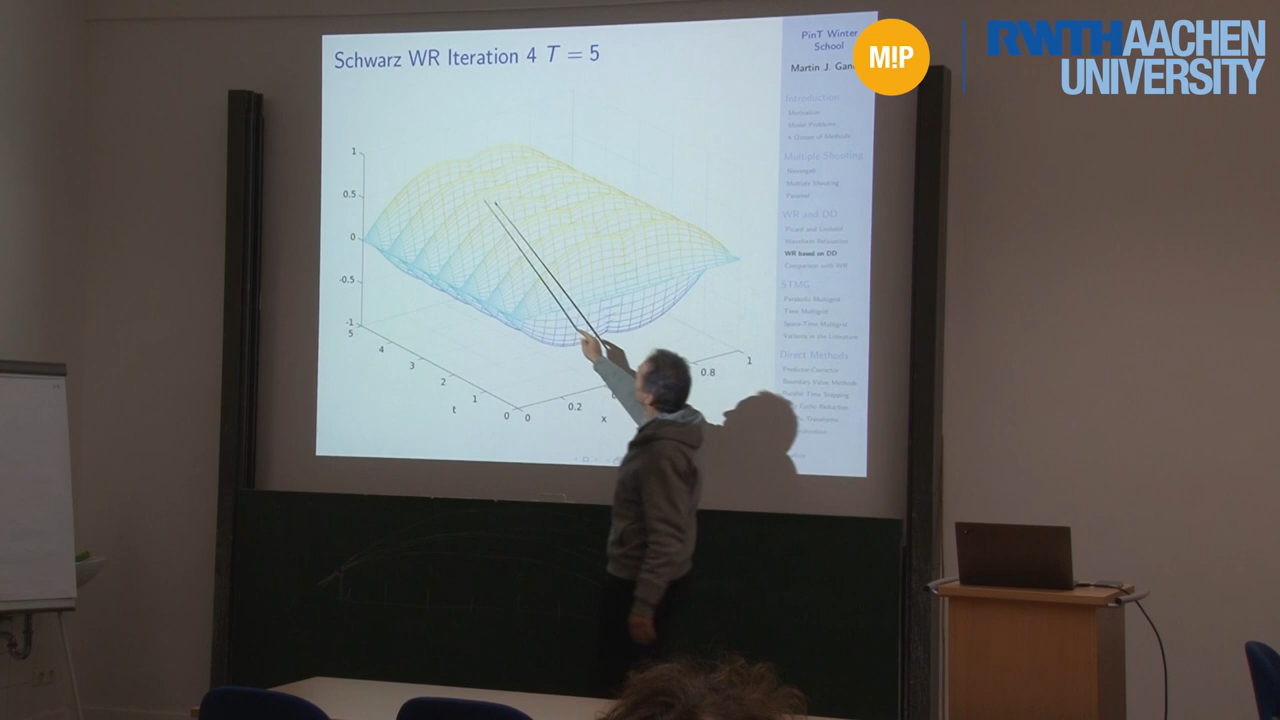 Schwarz WR Iteration 4 T = 5
PinT Winter
School
Martin J.
M!P
RWTH AACHEN
UNIVERSITY
Introduction
Motivation
Model Problems
4 Classes of Methods
Multiple Shooting
Nievergelt
Multiple Shooting
Parareal
WR and DD
Picard and Lindelöf
Waveform Relaxation
WR based on DD
Comparison with WR
STMG
Parabolic Multigrid
Time Multigrid
Space-Time Multigrid
Variants in the Literature
Direct Methods
Predictor-Corrector
Boundary Value Methods
Time Stepping
Cyclic Reduction
1
0.5
0
-0.5
-1
5
4
3
2
1
0
t
0
0.2
x
0.8
1